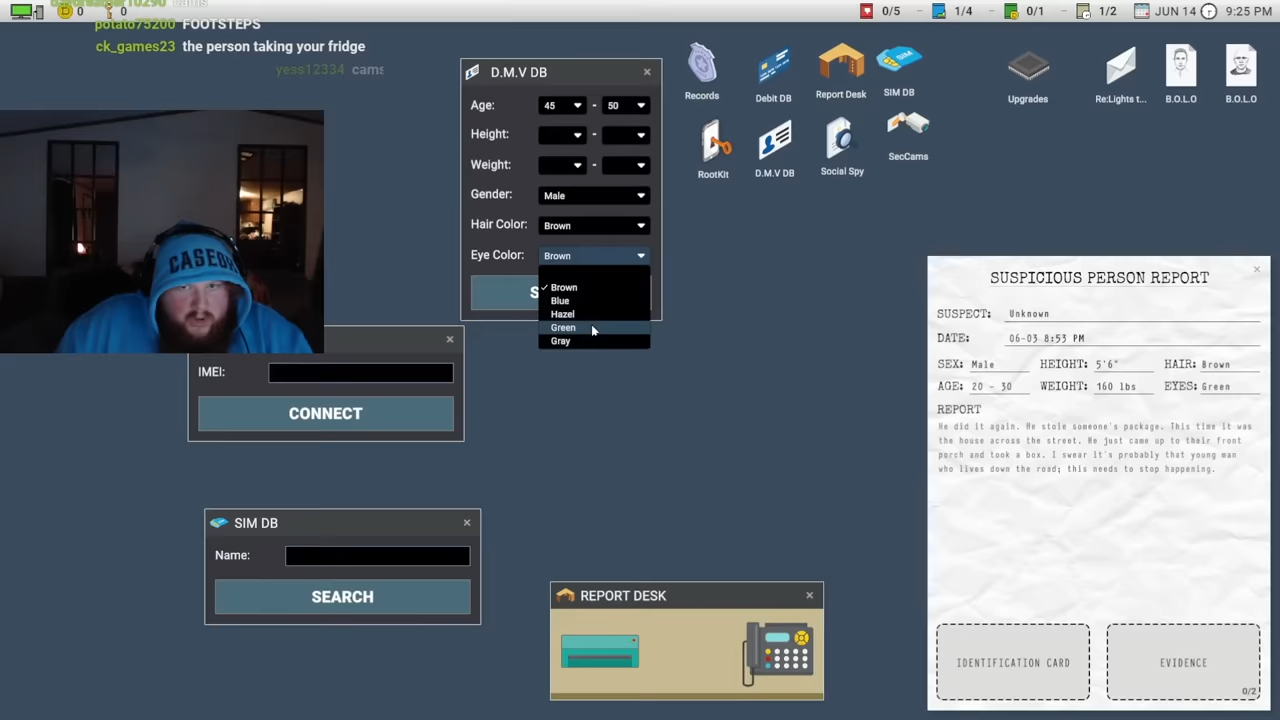 0
0
0/5
1/4
0/1
1/2
JUN 14
9:25 PM
potato75200 FOOTSTEPS
ck_games23 the person taking your fridge
yess12334 cams
CASEOH
D.M.V DB
Age: 45 - 50
Height: -
Weight: -
Gender: Male
Hair Color: Brown
Eye Color: Brown
S
Brown
Blue
Hazel
Green
Gray
Records
Debit DB
Report Desk
SIM DB
Upgrades
Re:Lights t...
B.O.L.O
B.O.L.O
RootKit
D.M.V DB
Social Spy
SecCams
IMEI:
CONNECT
SIM DB
Name:
SEARCH
REPORT DESK
SUSPICIOUS PERSON REPORT
SUSPECT: Unknown
DATE: 06-03 8:53 PM
SEX: Male HEIGHT: 5'6" HAIR: Brown
AGE: 20 - 30 WEIGHT: 160 lbs EYES: Green
REPORT
He did it again. He stole someone's package. This time it was
the house across the street. He just came up to their front
porch and took a box. I swear it's probably that young man
who lives down the road; this needs to stop happening.
IDENTIFICATION CARD
EVIDENCE
0/2